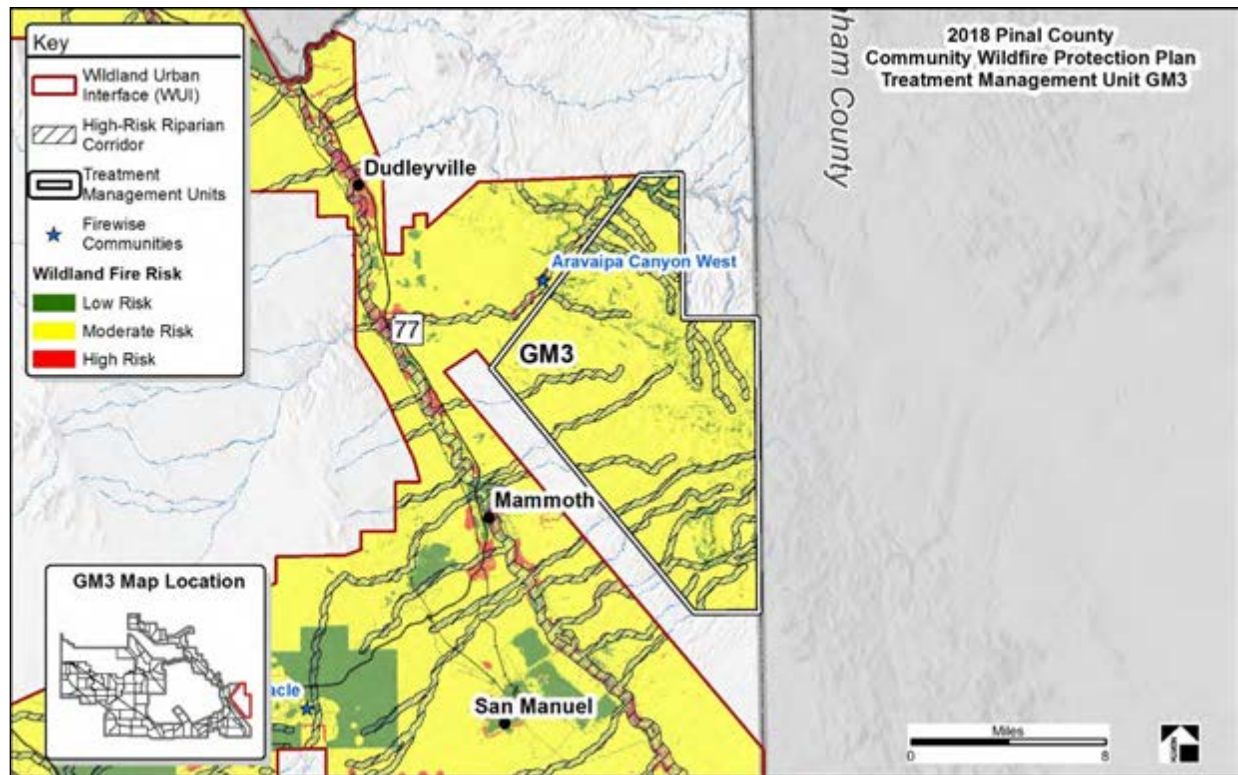 Key
Wildland Urban
Interface (WUI)
High-Risk Riparian
Corridor
Treatment
Management Units
Firewise
Communities
Wildland Fire Risk
Low Risk
Moderate Risk
High Risk
2018 Pinal County
Community Wildfire Protection Plan
Treatment Management Unit GM3
ham County
Dudleyville
Aravaipa Canyon West
77
GM3
Mammoth
GM3 Map Location
acle
San Manuel
Miles
0
8